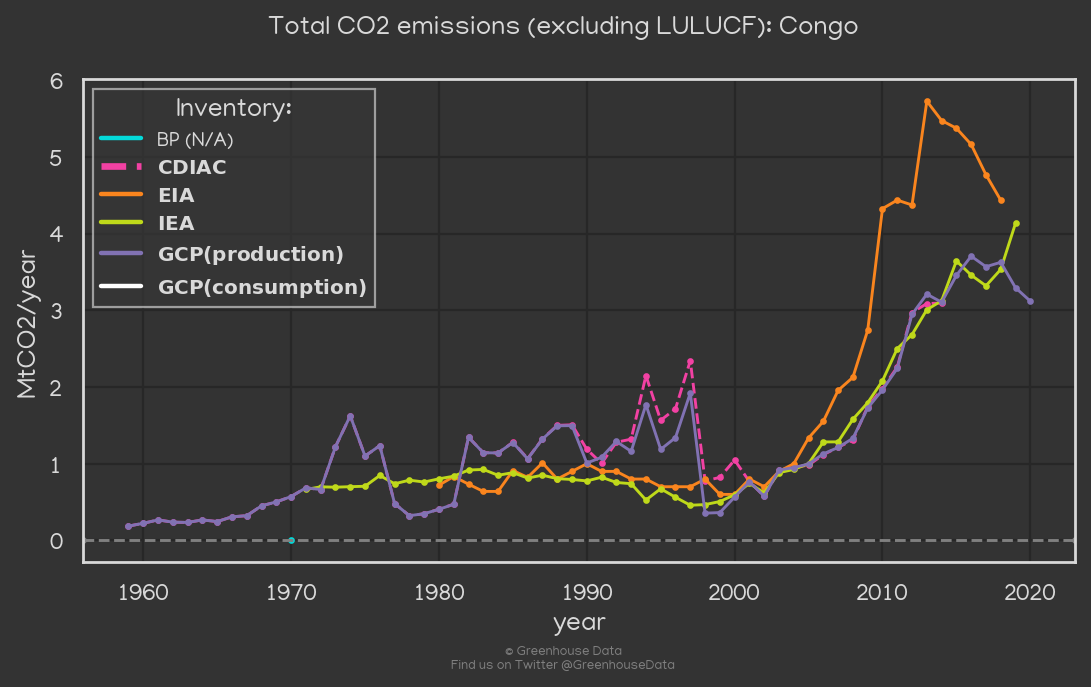 Total CO2 emissions (excluding LULUCF): Congo
6
5
4
3
2
1
0
MtCO2/year
Inventory:
BP (N/A)
CDIAC
EIA
IEA
GCP(production)
GCP(consumption)
1960 1970 1980 1990 2000 2010 2020
year
© Greenhouse Data
Find us on Twitter @GreenhouseData